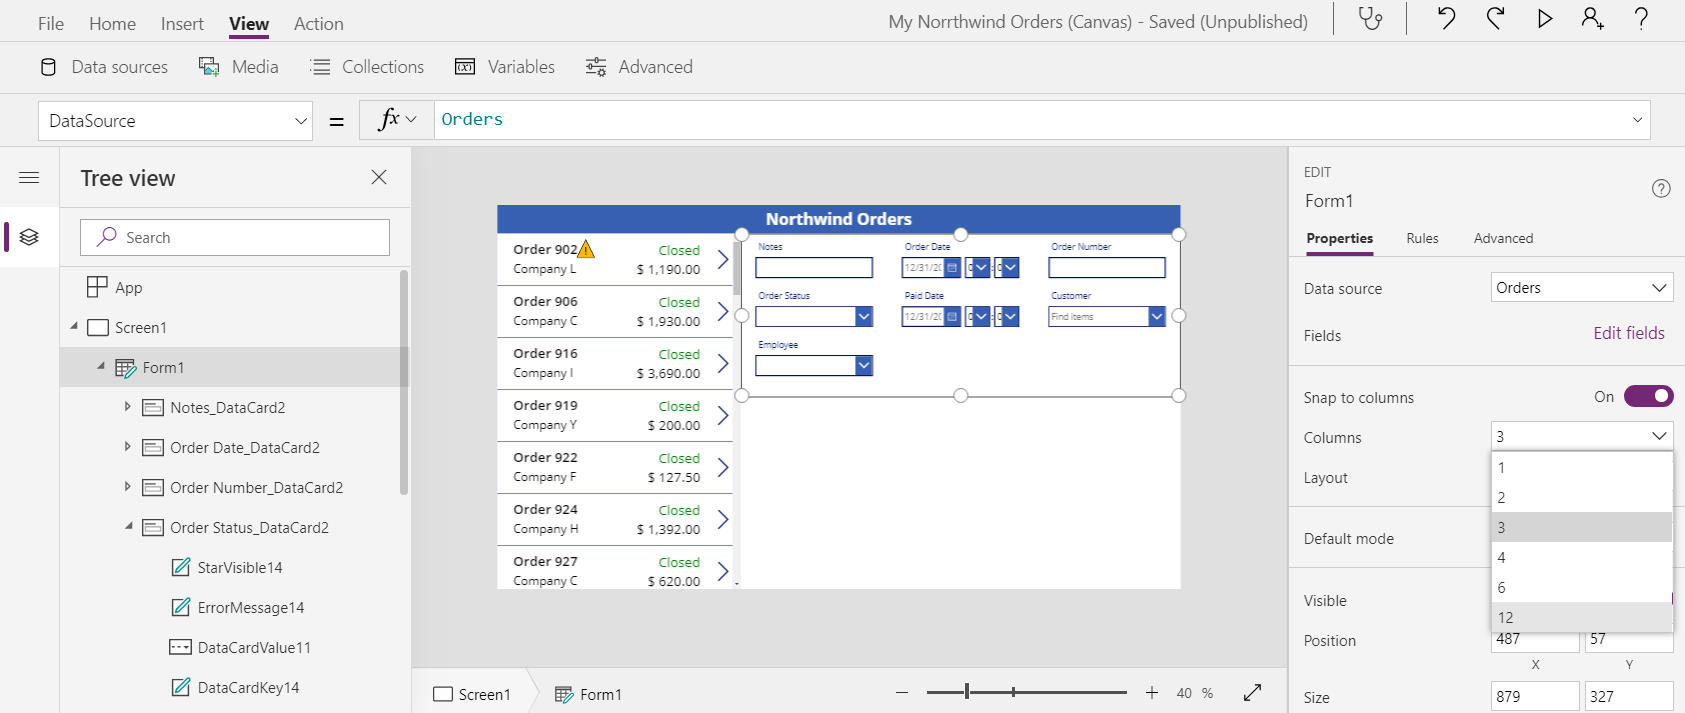 File Home Insert View Action
My Norrthwind Orders (Canvas) - Saved (Unpublished)
?
Data sources Media Collections (x) Variables Advanced
DataSource = fx Orders
Tree view
Search
App
Screen1
Form1
Notes_DataCard2
Order Date_DataCard2
Order Number_DataCard2
Order Status_DataCard2
StarVisible14
ErrorMessage14
DataCardValue11
DataCardKey14
Northwind Orders
Order 902 Closed
Company L $ 1,190.00
Order 906 Closed
Company C $ 1,930.00
Order 916 Closed
Company I $ 3,690.00
Order 919 Closed
Company Y $ 200.00
Order 922 Closed
Company F $ 127.50
Order 924 Closed
Company H $ 1,392.00
Order 927 Closed
Company C $ 620.00
Notes Order Date Order Number
12/31/20
Order Status Paid Date Customer
12/31/20 Find items
Employee
Screen1 Form1
40 %
EDIT
Form1
?
Properties Rules Advanced
Data source Orders
Fields Edit fields
Snap to columns On
Columns 3
1
2
3
4
6
12
Layout
Default mode
Visible
Position 487 57
X Y
Size 879 327